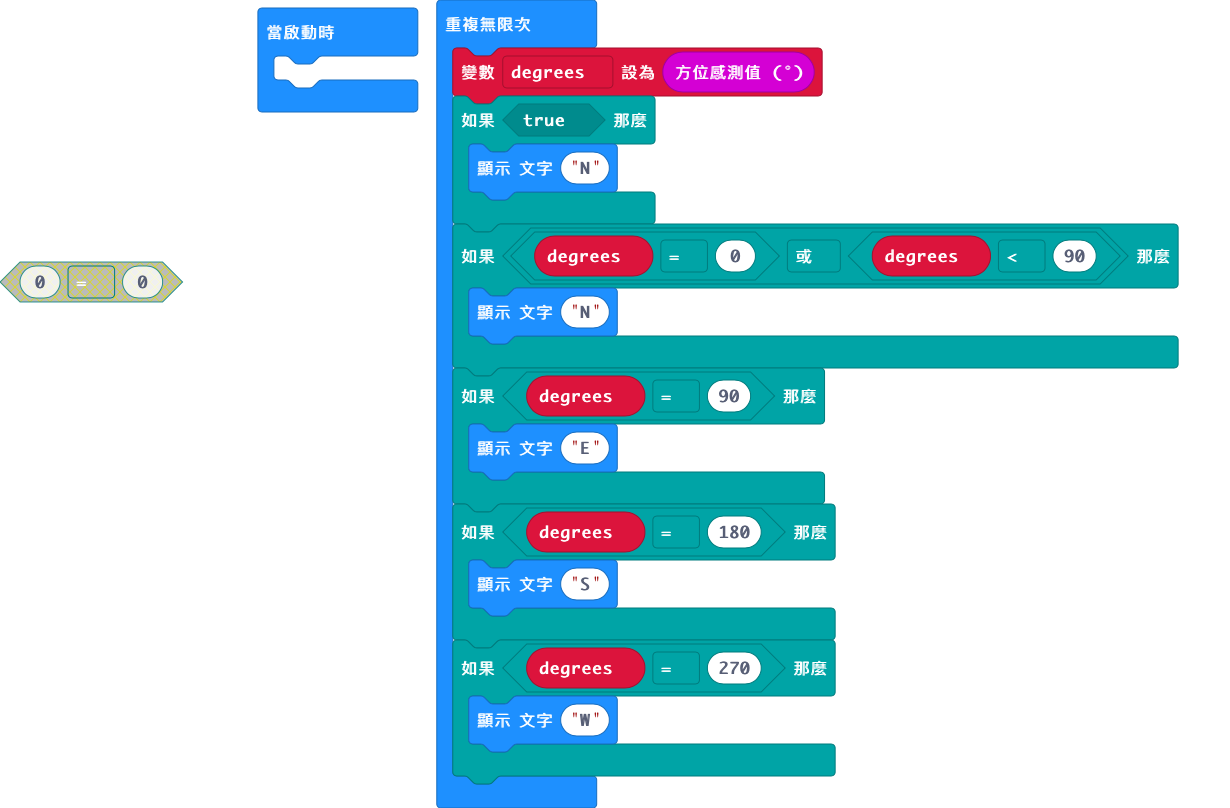 當啟動時
重複無限次
變數 degrees 設為 方位感測值 (°)
如果 true 那麼
顯示 文字 "N"
如果 degrees = 0 或 degrees < 90 那麼
0 = 0
顯示 文字 "N"
如果 degrees = 90 那麼
顯示 文字 "E"
如果 degrees = 180 那麼
顯示 文字 "S"
如果 degrees = 270 那麼
顯示 文字 "W"